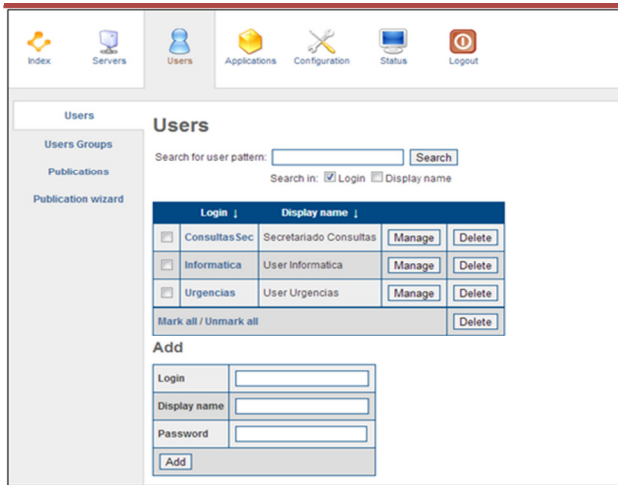 Index Servers Users Applications Configuration Status Logout
Users
Users Groups
Publications
Publication wizard
Users
Search for user pattern: Search
Search in: Login Display name
Login ↓ Display name ↓
ConsultasSec Secretariado Consultas Manage Delete
Informatica User Informatica Manage Delete
Urgencias User Urgencias Manage Delete
Mark all / Unmark all Delete
Add
Login
Display name
Password
Add